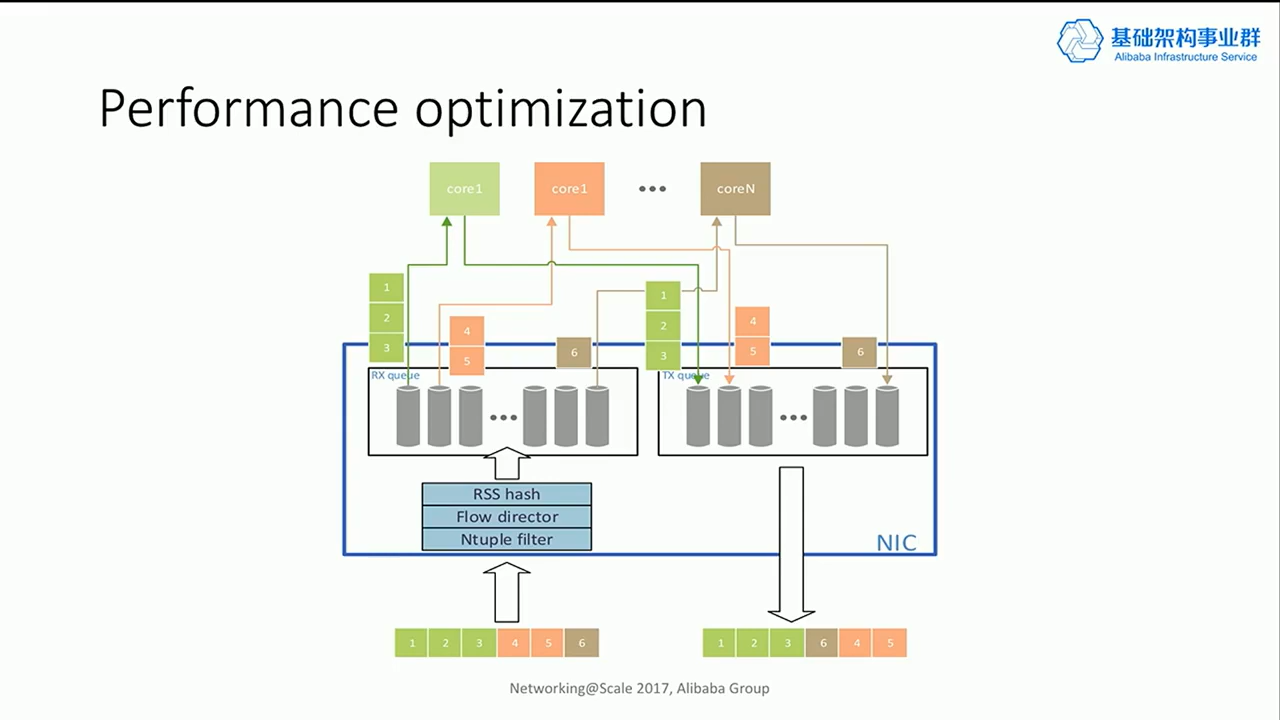 基础架构事业群
Alibaba Infrastructure Service
Performance optimization
core1 core1 coreN
1
2
3
4
5
6
1
2
3
4
5
6
RX queue
TX queue
RSS hash
Flow director
Ntuple filter
NIC
1 2 3 4 5 6
1 2 3 6 4 5
Networking@Scale 2017, Alibaba Group